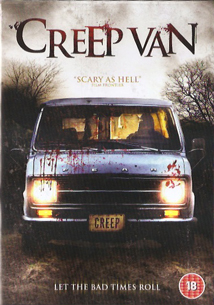 CREEP VAN
"SCARY AS HELL"
CREEP
LET THE BAD TIMES ROLL
18